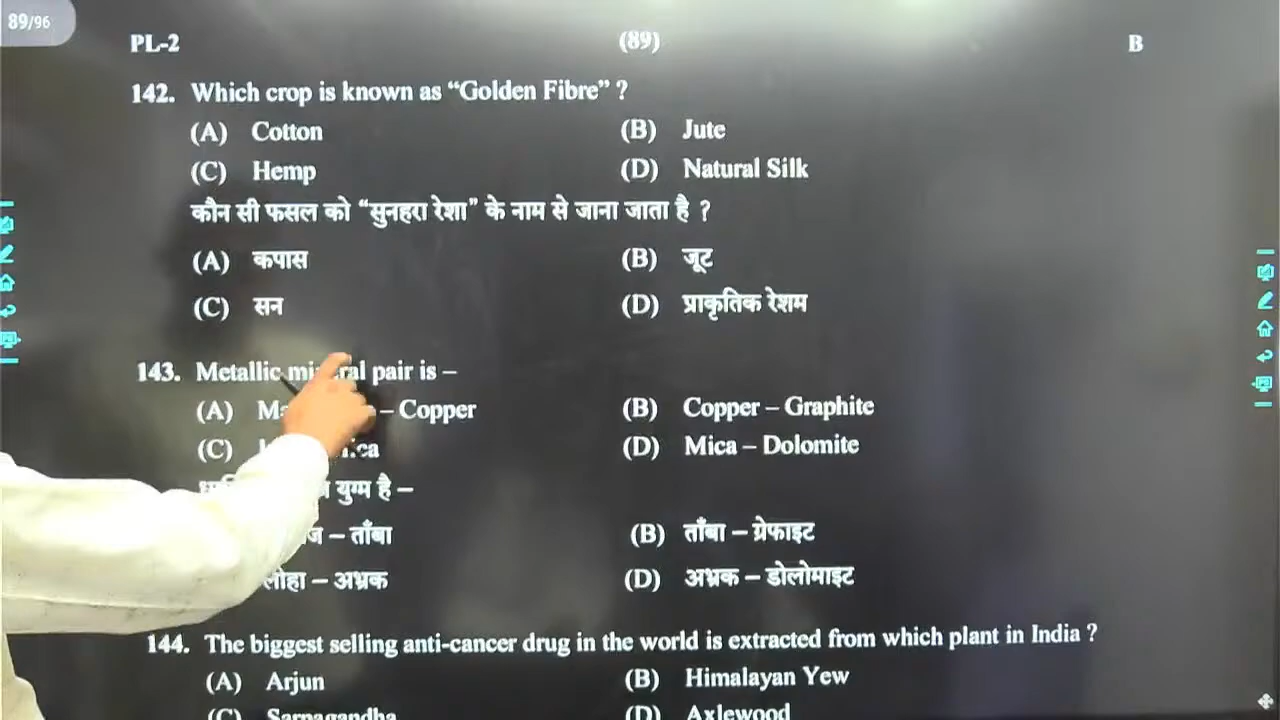 89/96
PL-2 (89) B
142. Which crop is known as “Golden Fibre” ?
(A) Cotton (B) Jute
(C) Hemp (D) Natural Silk
कौन सी फसल को “सुनहरा रेशा” के नाम से जाना जाता है ?
(A) कपास (B) जूट
(C) सन (D) प्राकृतिक रेशम
143. Metallic pair is –
(A) – Copper (B) Copper – Graphite
(C) (D) Mica – Dolomite
युग्म है –
– ताँबा (B) ताँबा – ग्रेफाइट
लोहा – अभ्रक (D) अभ्रक – डोलोमाइट
144. The biggest selling anti-cancer drug in the world is extracted from which plant in India ?
(A) Arjun (B) Himalayan Yew
(C) Sarpagandha (D) Axlewood